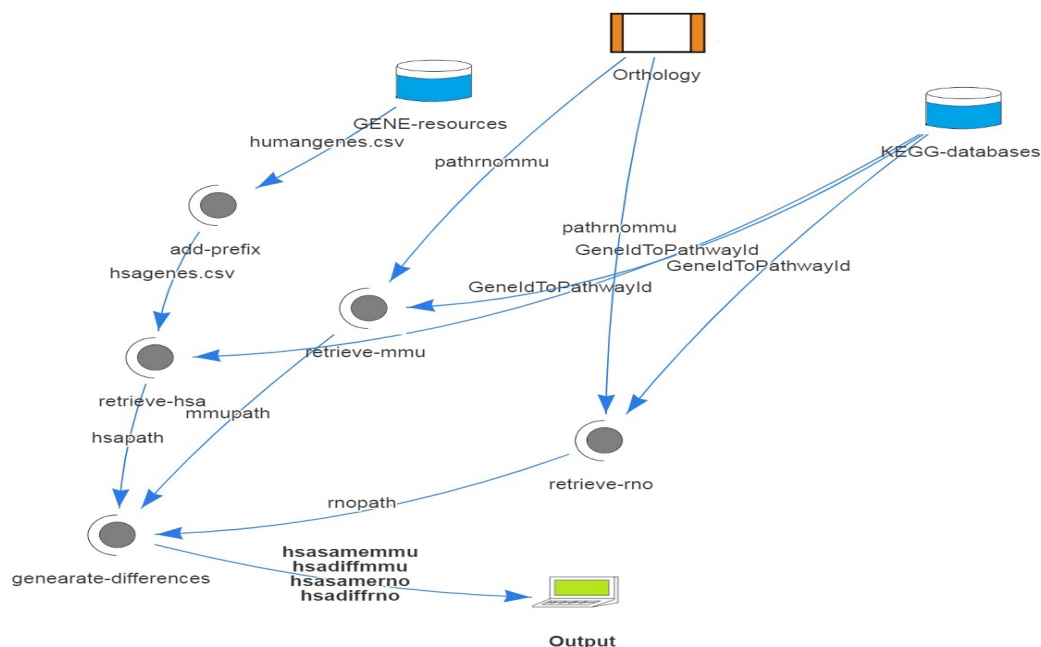 Orthology
GENE-resources
humangenes.csv
KEGG-databases
pathrnommu
pathrnommu
add-prefix
GeneIdToPathwayId
GeneIdToPathwayId
hsagenes.csv
GeneIdToPathwayId
retrieve-mmu
retrieve-hsa
mmupath
hsapath
retrieve-rno
rnopath
hsasamemmu
hsadiffmmu
genearate-differences
hsasamerno
hsadiffrno
Output